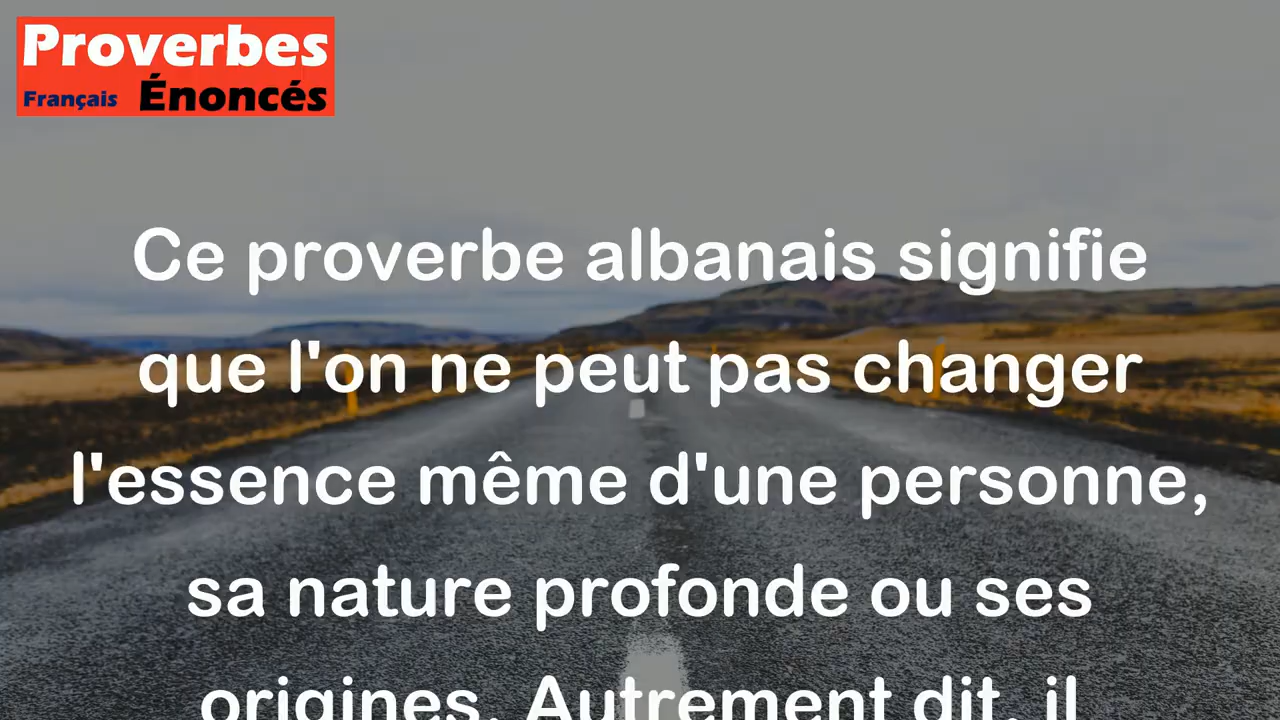 Proverbes
Français Énoncés
Ce proverbe albanais signifie
que l'on ne peut pas changer
l'essence même d'une personne,
sa nature profonde ou ses
origines. Autrement dit, il